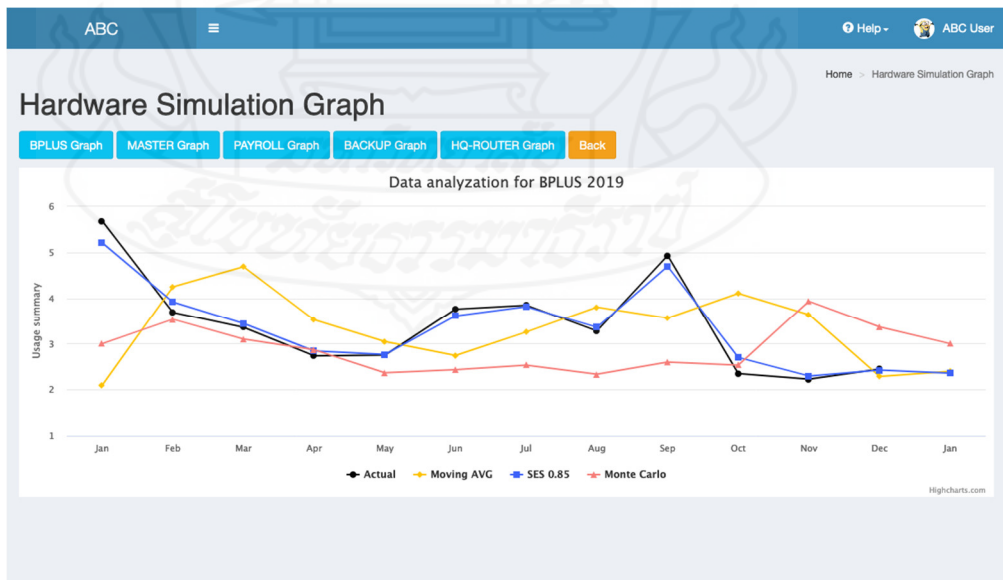 ABC
Help
ABC User
Home > Hardware Simulation Graph
Hardware Simulation Graph
BPLUS Graph MASTER Graph PAYROLL Graph BACKUP Graph HQ-ROUTER Graph Back
Data analyzation for BPLUS 2019
Usage summary
6
5
4
3
2
1
Jan Feb Mar Apr May Jun Jul Aug Sep Oct Nov Dec Jan
Actual Moving AVG SES 0.85 Monte Carlo
Highcharts.com